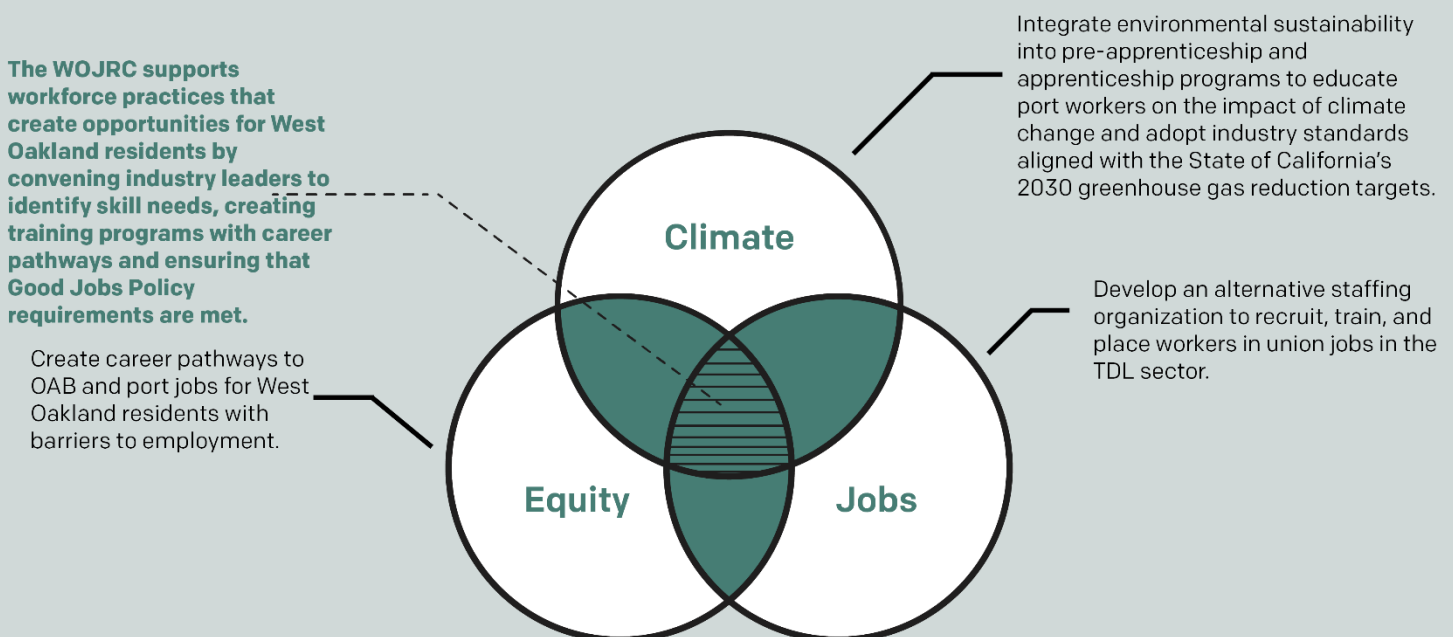 The WOJRC supports
workforce practices that
create opportunities for West
Oakland residents by
convening industry leaders to
identify skill needs, creating
training programs with career
pathways and ensuring that
Good Jobs Policy
requirements are met.
Create career pathways to
OAB and port jobs for West
Oakland residents with
barriers to employment.
Climate
Equity
Jobs
Integrate environmental sustainability
into pre-apprenticeship and
apprenticeship programs to educate
port workers on the impact of climate
change and adopt industry standards
aligned with the State of California's
2030 greenhouse gas reduction targets.
Develop an alternative staffing
organization to recruit, train, and
place workers in union jobs in the
TDL sector.